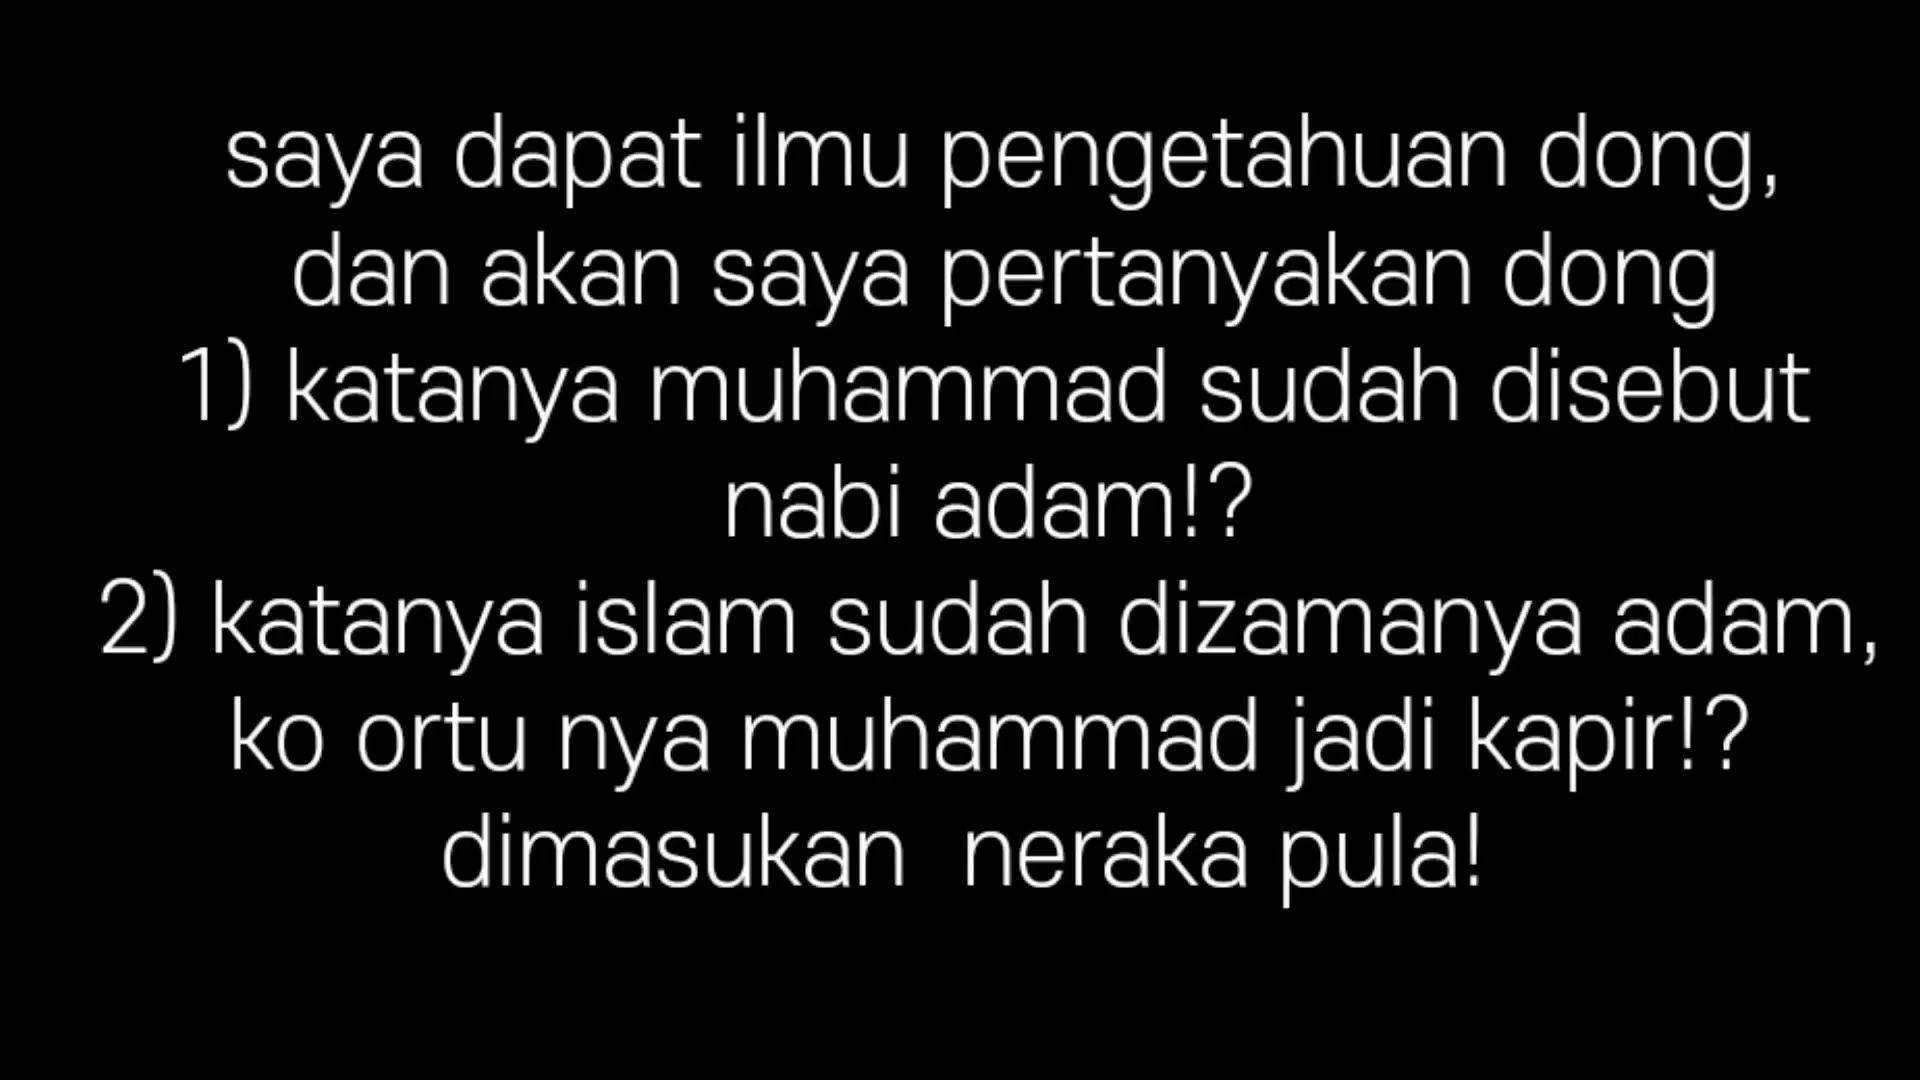 saya dapat ilmu pengetahuan dong,
dan akan saya pertanyakan dong
1) katanya muhammad sudah disebut
nabi adam!?
2) katanya islam sudah dizamanya adam,
ko ortu nya muhammad jadi kapir!?
dimasukan  neraka pula!